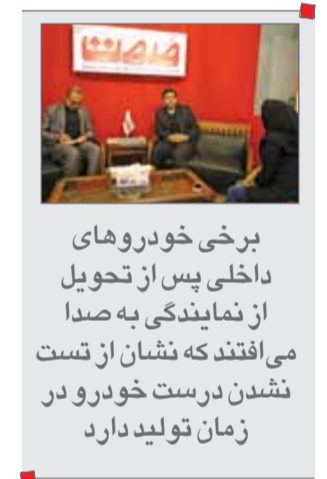 صمت
برخی خودروهای
داخلی پس از تحویل
از نمایندگی به صدا
می‌افتند که نشان از تست
نشدن درست خودرو در
زمان تولید دارد